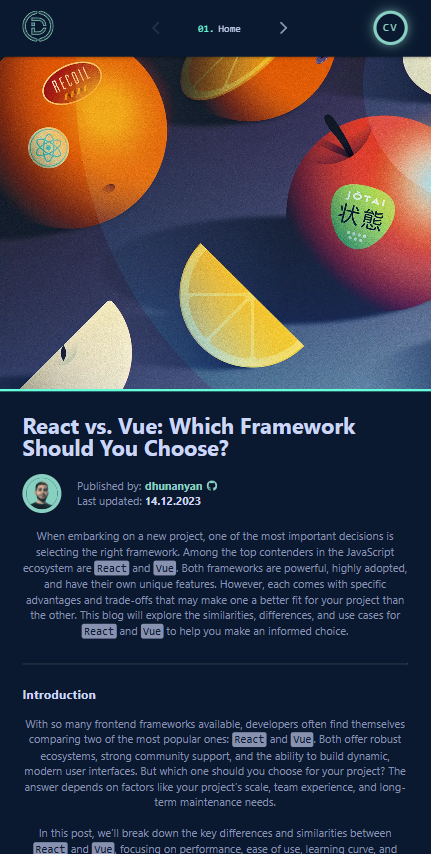 01. Home
CV
RECOIL
JŌTAI
状態
React vs. Vue: Which Framework
Should You Choose?
Published by: dhunanyan
Last updated: 14.12.2023
When embarking on a new project, one of the most important decisions is
selecting the right framework. Among the top contenders in the JavaScript
ecosystem are React and Vue. Both frameworks are powerful, highly adopted,
and have their own unique features. However, each comes with specific
advantages and trade-offs that may make one a better fit for your project than
the other. This blog will explore the similarities, differences, and use cases for
React and Vue to help you make an informed choice.
Introduction
With so many frontend frameworks available, developers often find themselves
comparing two of the most popular ones: React and Vue. Both offer robust
ecosystems, strong community support, and the ability to build dynamic,
modern user interfaces. But which one should you choose for your project? The
answer depends on factors like your project's scale, team experience, and long-
term maintenance needs.
In this post, we'll break down the key differences and similarities between
React and Vue, focusing on performance, ease of use, learning curve, and